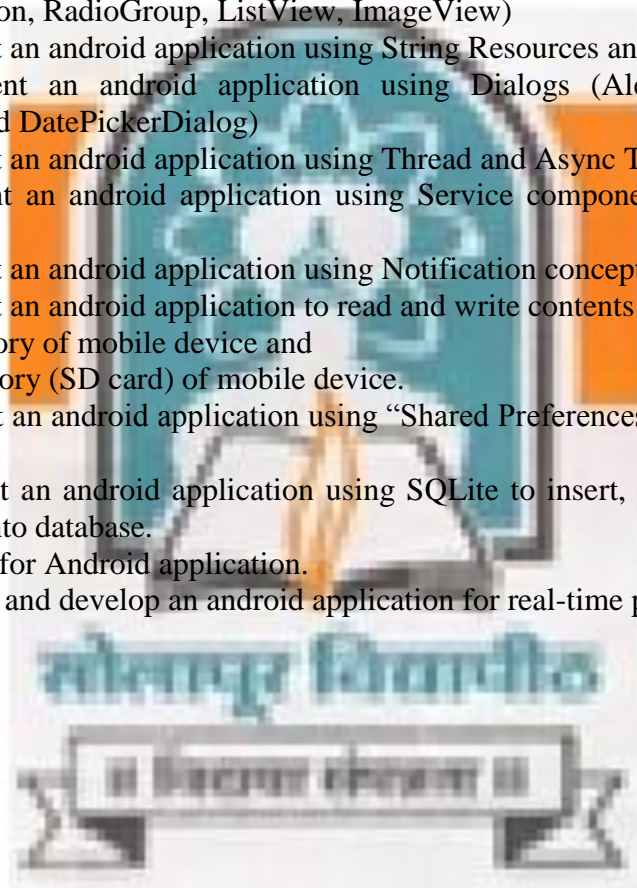 on, RadioGroup, ListView, ImageView)
t an android application using String Resources an
ent an android application using Dialogs (Ale
d DatePickerDialog)
t an android application using Thread and Async T
nt an android application using Service compone
t an android application using Notification concept
t an android application to read and write contents
ory of mobile device and
ory (SD card) of mobile device.
t an android application using “Shared Preferences
t an android application using SQLite to insert,
nto database.
for Android application.
and develop an android application for real-time p
सोलापूर विद्यापीठ